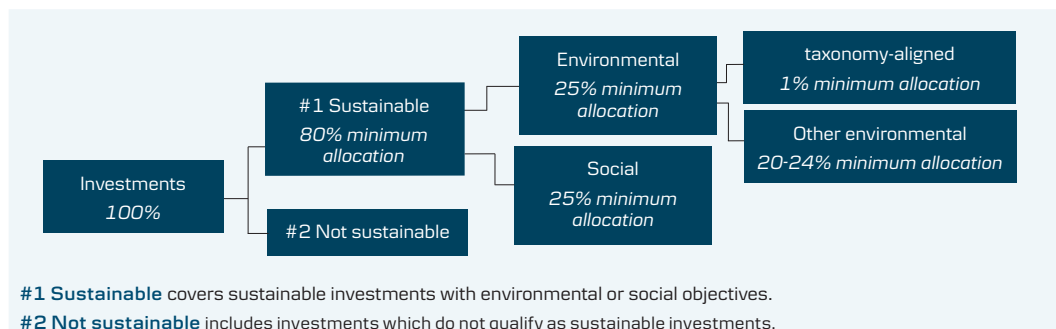 Investments
100%
#1 Sustainable
80% minimum
allocation
#2 Not sustainable
Environmental
25% minimum
allocation
Social
25% minimum
allocation
taxonomy-aligned
1% minimum allocation
Other environmental
20-24% minimum allocation
#1 Sustainable covers sustainable investments with environmental or social objectives.
#2 Not sustainable includes investments which do not qualify as sustainable investments.